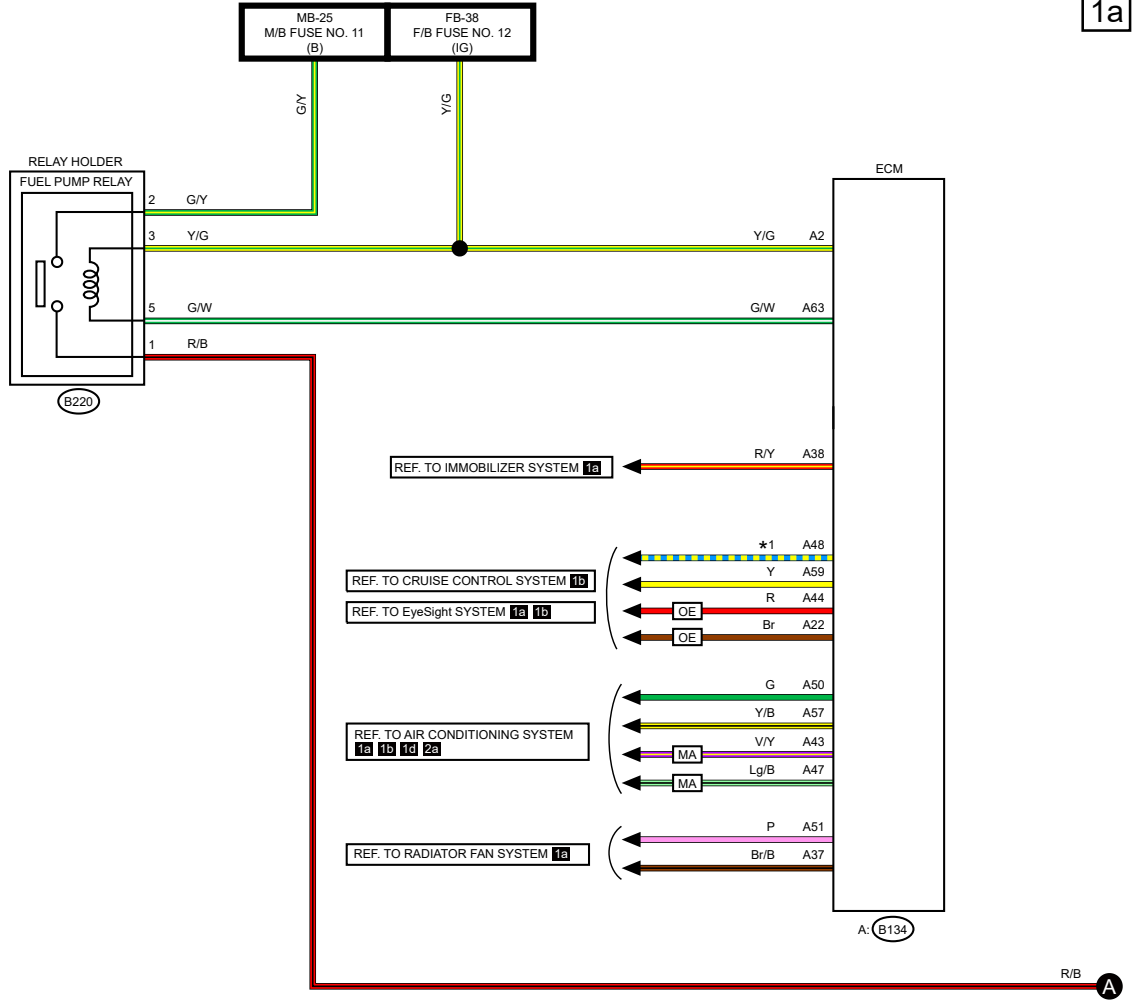 1a
MB-25
M/B FUSE NO. 11
(B)
FB-38
F/B FUSE NO. 12
(IG)
G/Y
Y/G
RELAY HOLDER
FUEL PUMP RELAY
ECM
2 G/Y
3 Y/G
Y/G A2
5 G/W
G/W A63
1 R/B
B220
REF. TO IMMOBILIZER SYSTEM 1a
R/Y A38
*1 A48
REF. TO CRUISE CONTROL SYSTEM 1b
Y A59
REF. TO EyeSight SYSTEM 1a 1b
OE R A44
OE Br A22
G A50
Y/B A57
REF. TO AIR CONDITIONING SYSTEM
1a 1b 1d 2a
MA V/Y A43
MA Lg/B A47
P A51
REF. TO RADIATOR FAN SYSTEM 1a
Br/B A37
A: B134
R/B
A